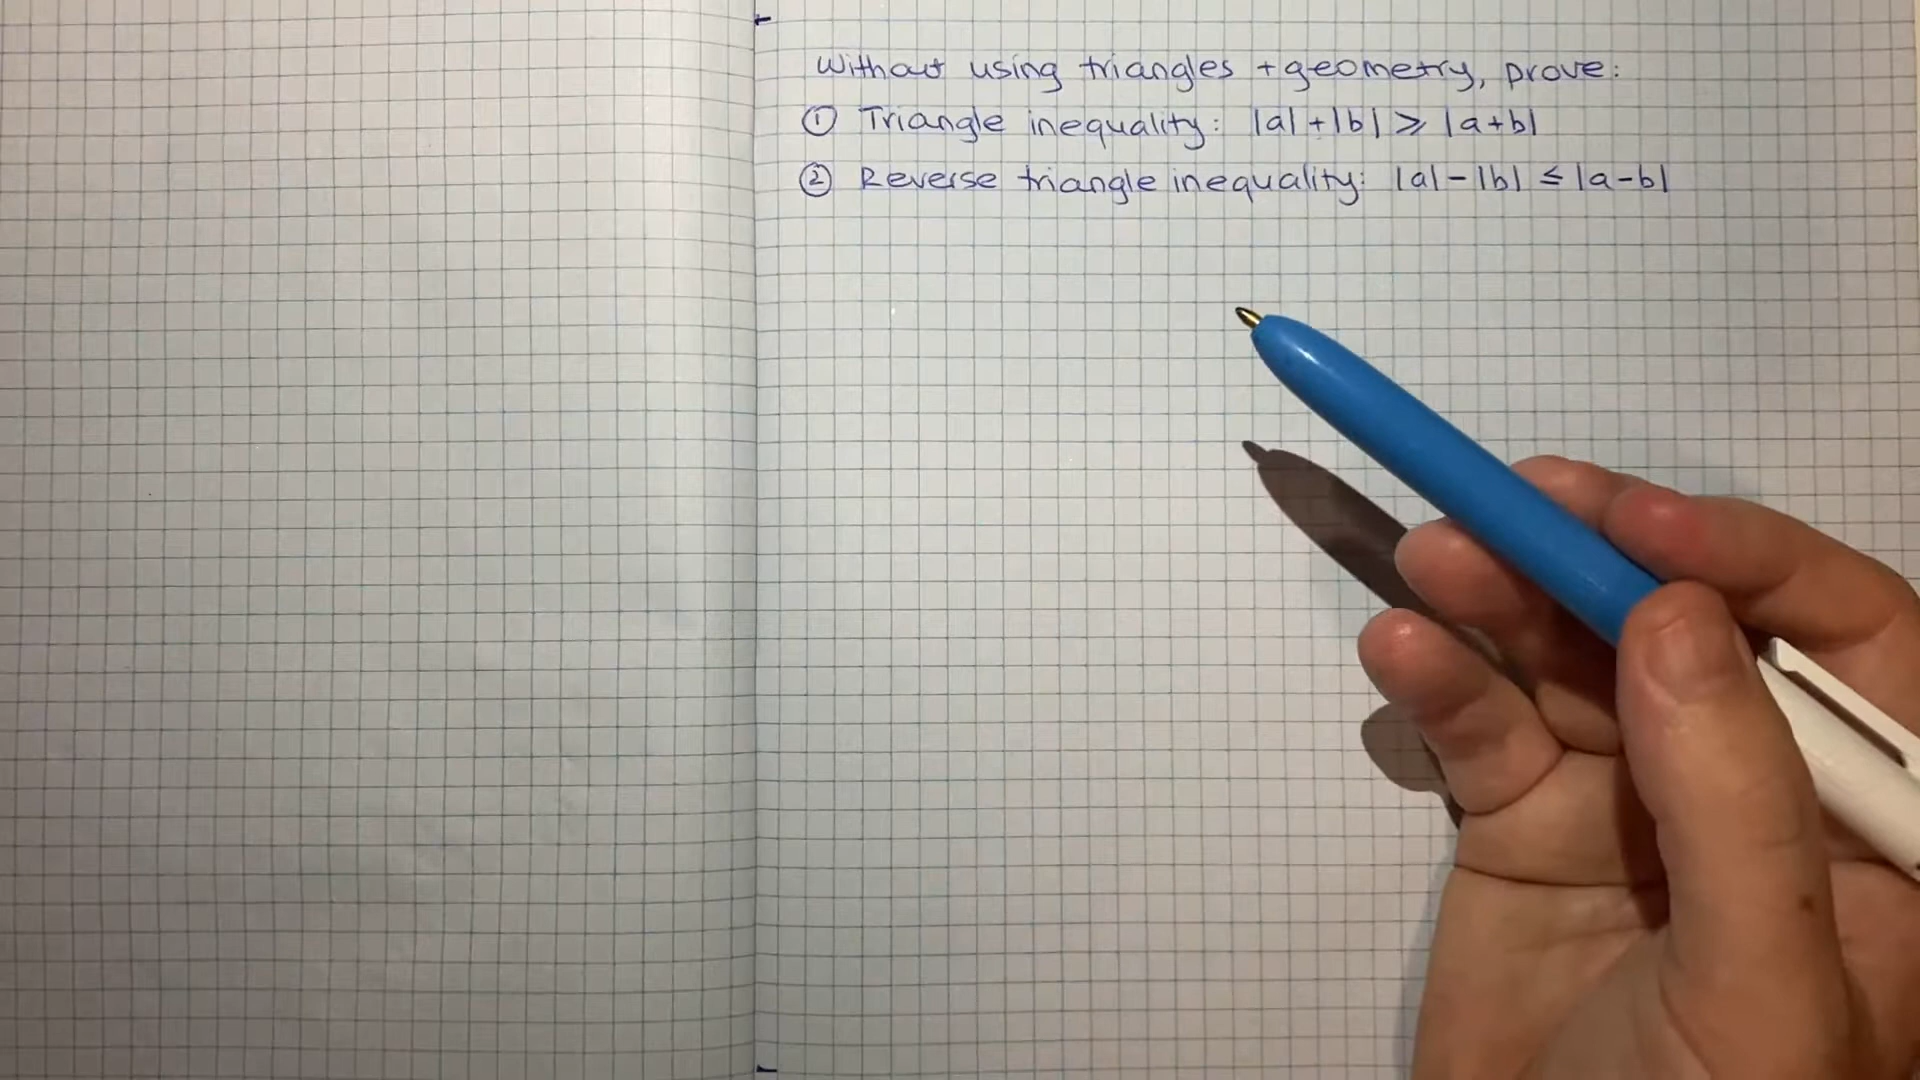 Without using triangles + geometry, prove:
① Triangle inequality: |a| + |b| ⩾ |a+b|
② Reverse triangle inequality: |a| - |b| ≤ |a-b|